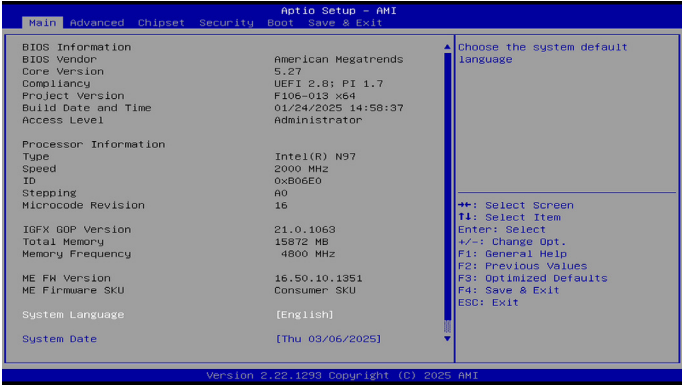 Aptio Setup – AMI
Main Advanced Chipset Security Boot Save & Exit
BIOS Information
BIOS Vendor American Megatrends
Core Version 5.27
Compliancy UEFI 2.8; PI 1.7
Project Version F106-013 x64
Build Date and Time 01/24/2025 14:58:37
Access Level Administrator
Processor Information
Type Intel(R) N97
Speed 2000 MHz
ID 0xB06E0
Stepping A0
Microcode Revision 16
IGFX GOP Version 21.0.1063
Total Memory 15872 MB
Memory Frequency 4800 MHz
ME FW Version 16.50.10.1351
ME Firmware SKU Consumer SKU
System Language [English]
System Date [Thu 03/06/2025]
Choose the system default
language
→←: Select Screen
↑↓: Select Item
Enter: Select
+/-: Change Opt.
F1: General Help
F2: Previous Values
F3: Optimized Defaults
F4: Save & Exit
ESC: Exit
Version 2.22.1293 Copyright (C) 2025 AMI